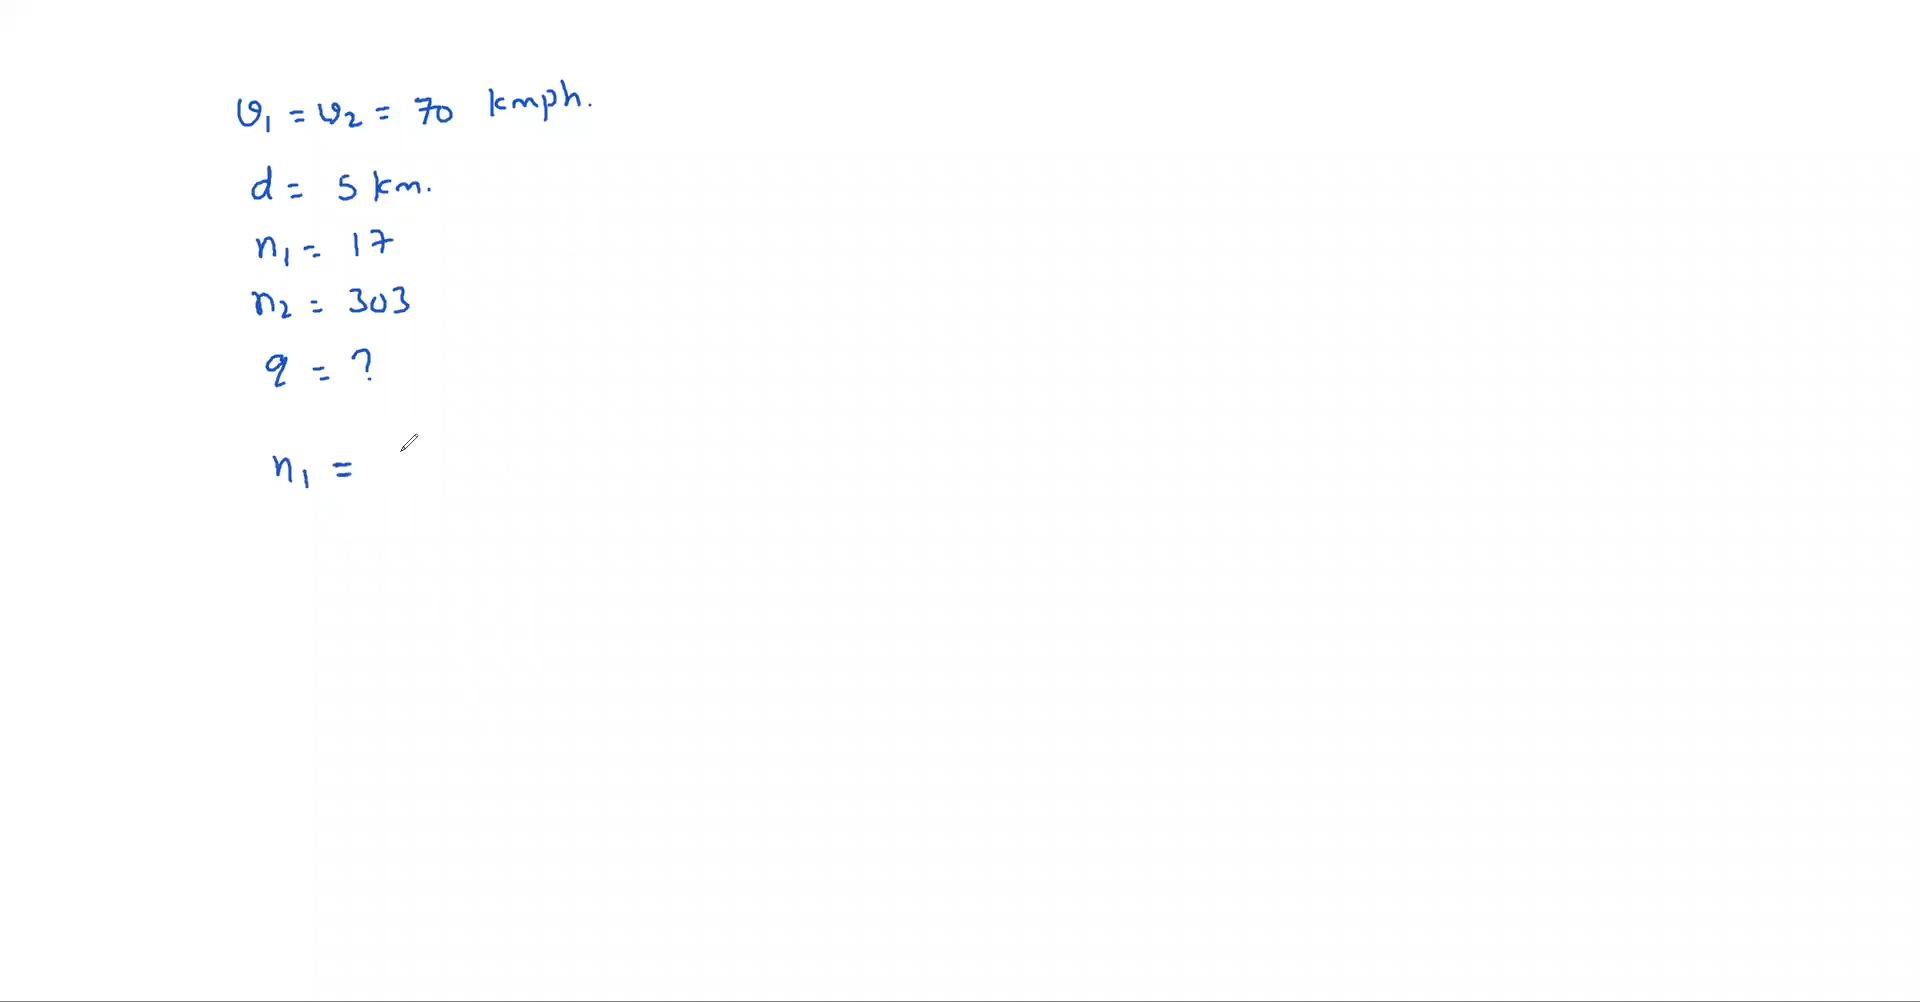 v₁ = v₂ = 70 kmph.
d = 5 km.
n₁ = 17
n₂ = 303
q = ?
n₁ =